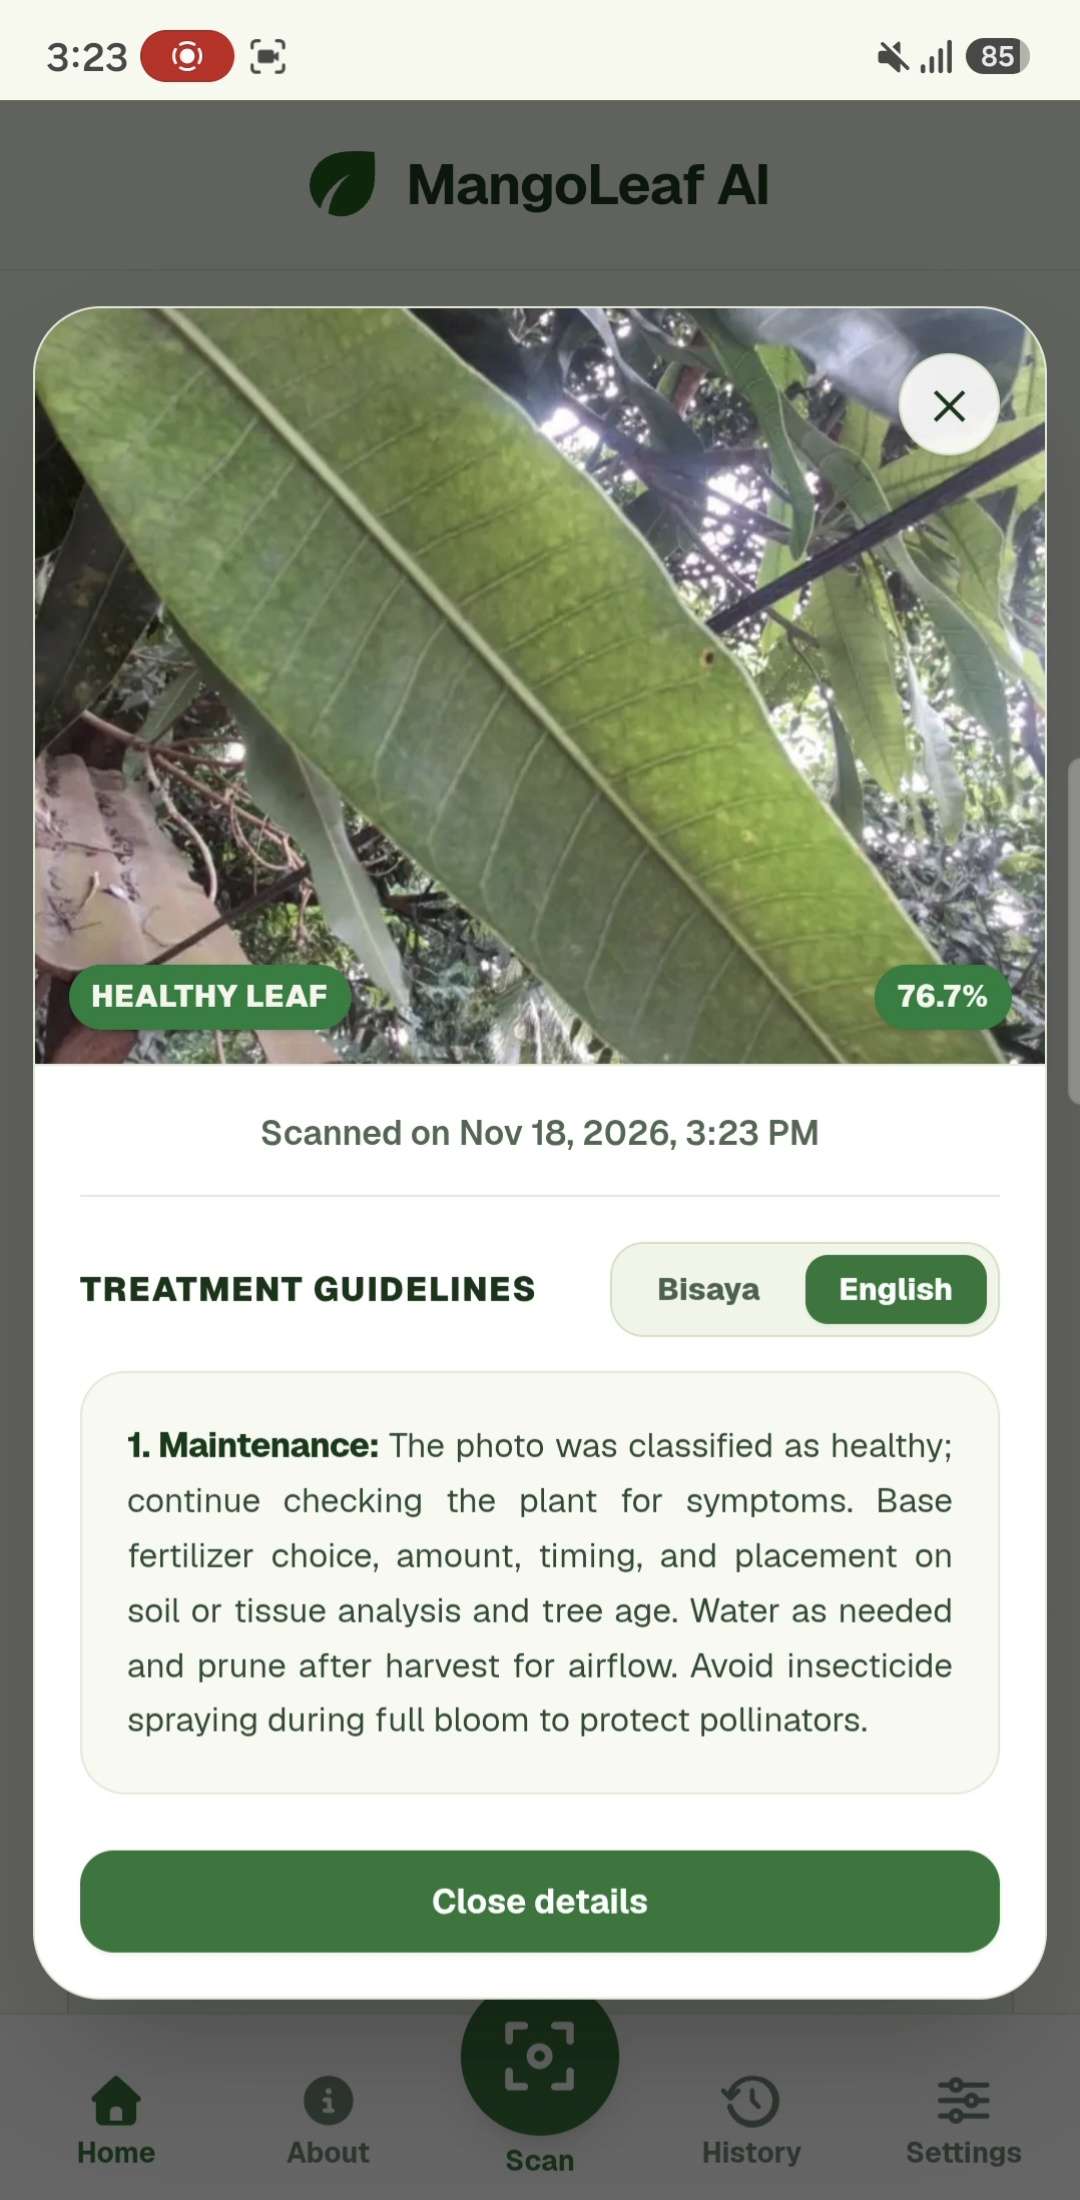 3:23
85
MangoLeaf AI
HEALTHY LEAF
76.7%
Scanned on Nov 18, 2026, 3:23 PM
TREATMENT GUIDELINES
Bisaya
English
1. Maintenance: The photo was classified as healthy;
continue checking the plant for symptoms. Base
fertilizer choice, amount, timing, and placement on
soil or tissue analysis and tree age. Water as needed
and prune after harvest for airflow. Avoid insecticide
spraying during full bloom to protect pollinators.
Close details
Home
About
Scan
History
Settings